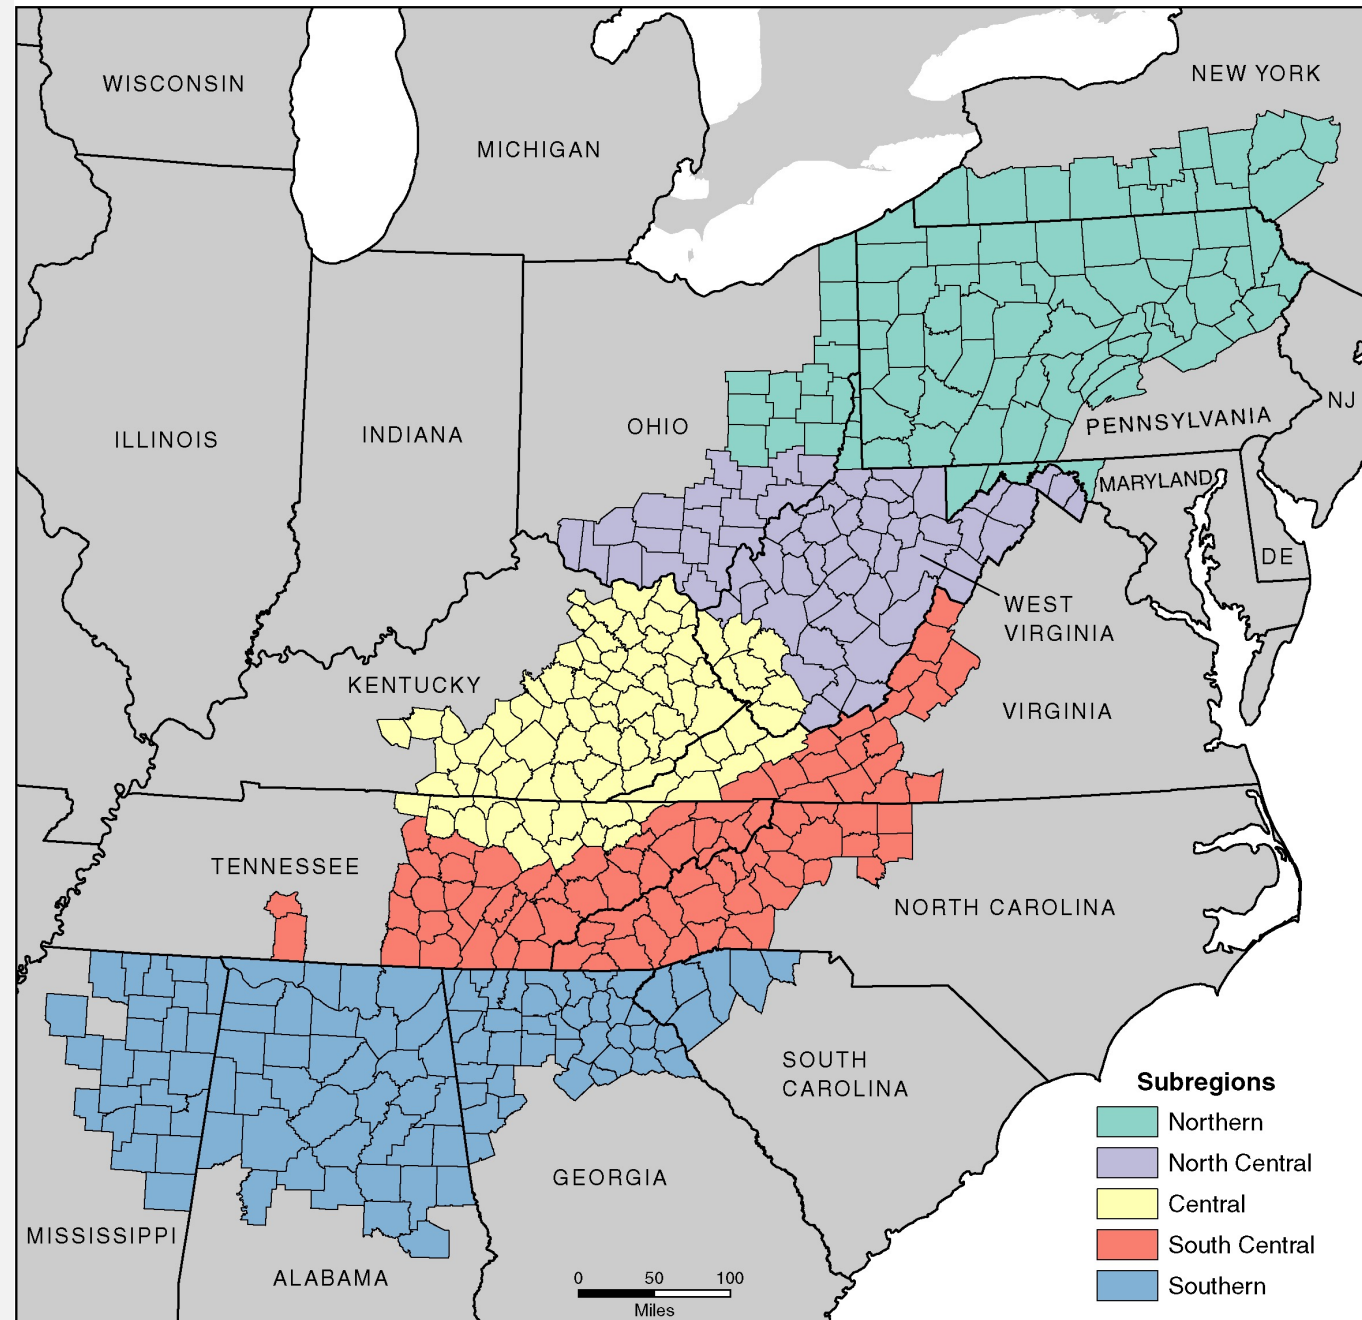 WISCONSIN
NEW YORK
MICHIGAN
ILLINOIS
INDIANA
OHIO
PENNSYLVANIA
NJ
MARYLAND
DE
WEST
VIRGINIA
KENTUCKY
VIRGINIA
TENNESSEE
NORTH CAROLINA
SOUTH
CAROLINA
GEORGIA
MISSISSIPPI
ALABAMA
Subregions
Northern
North Central
Central
South Central
Southern
0 50 100
Miles